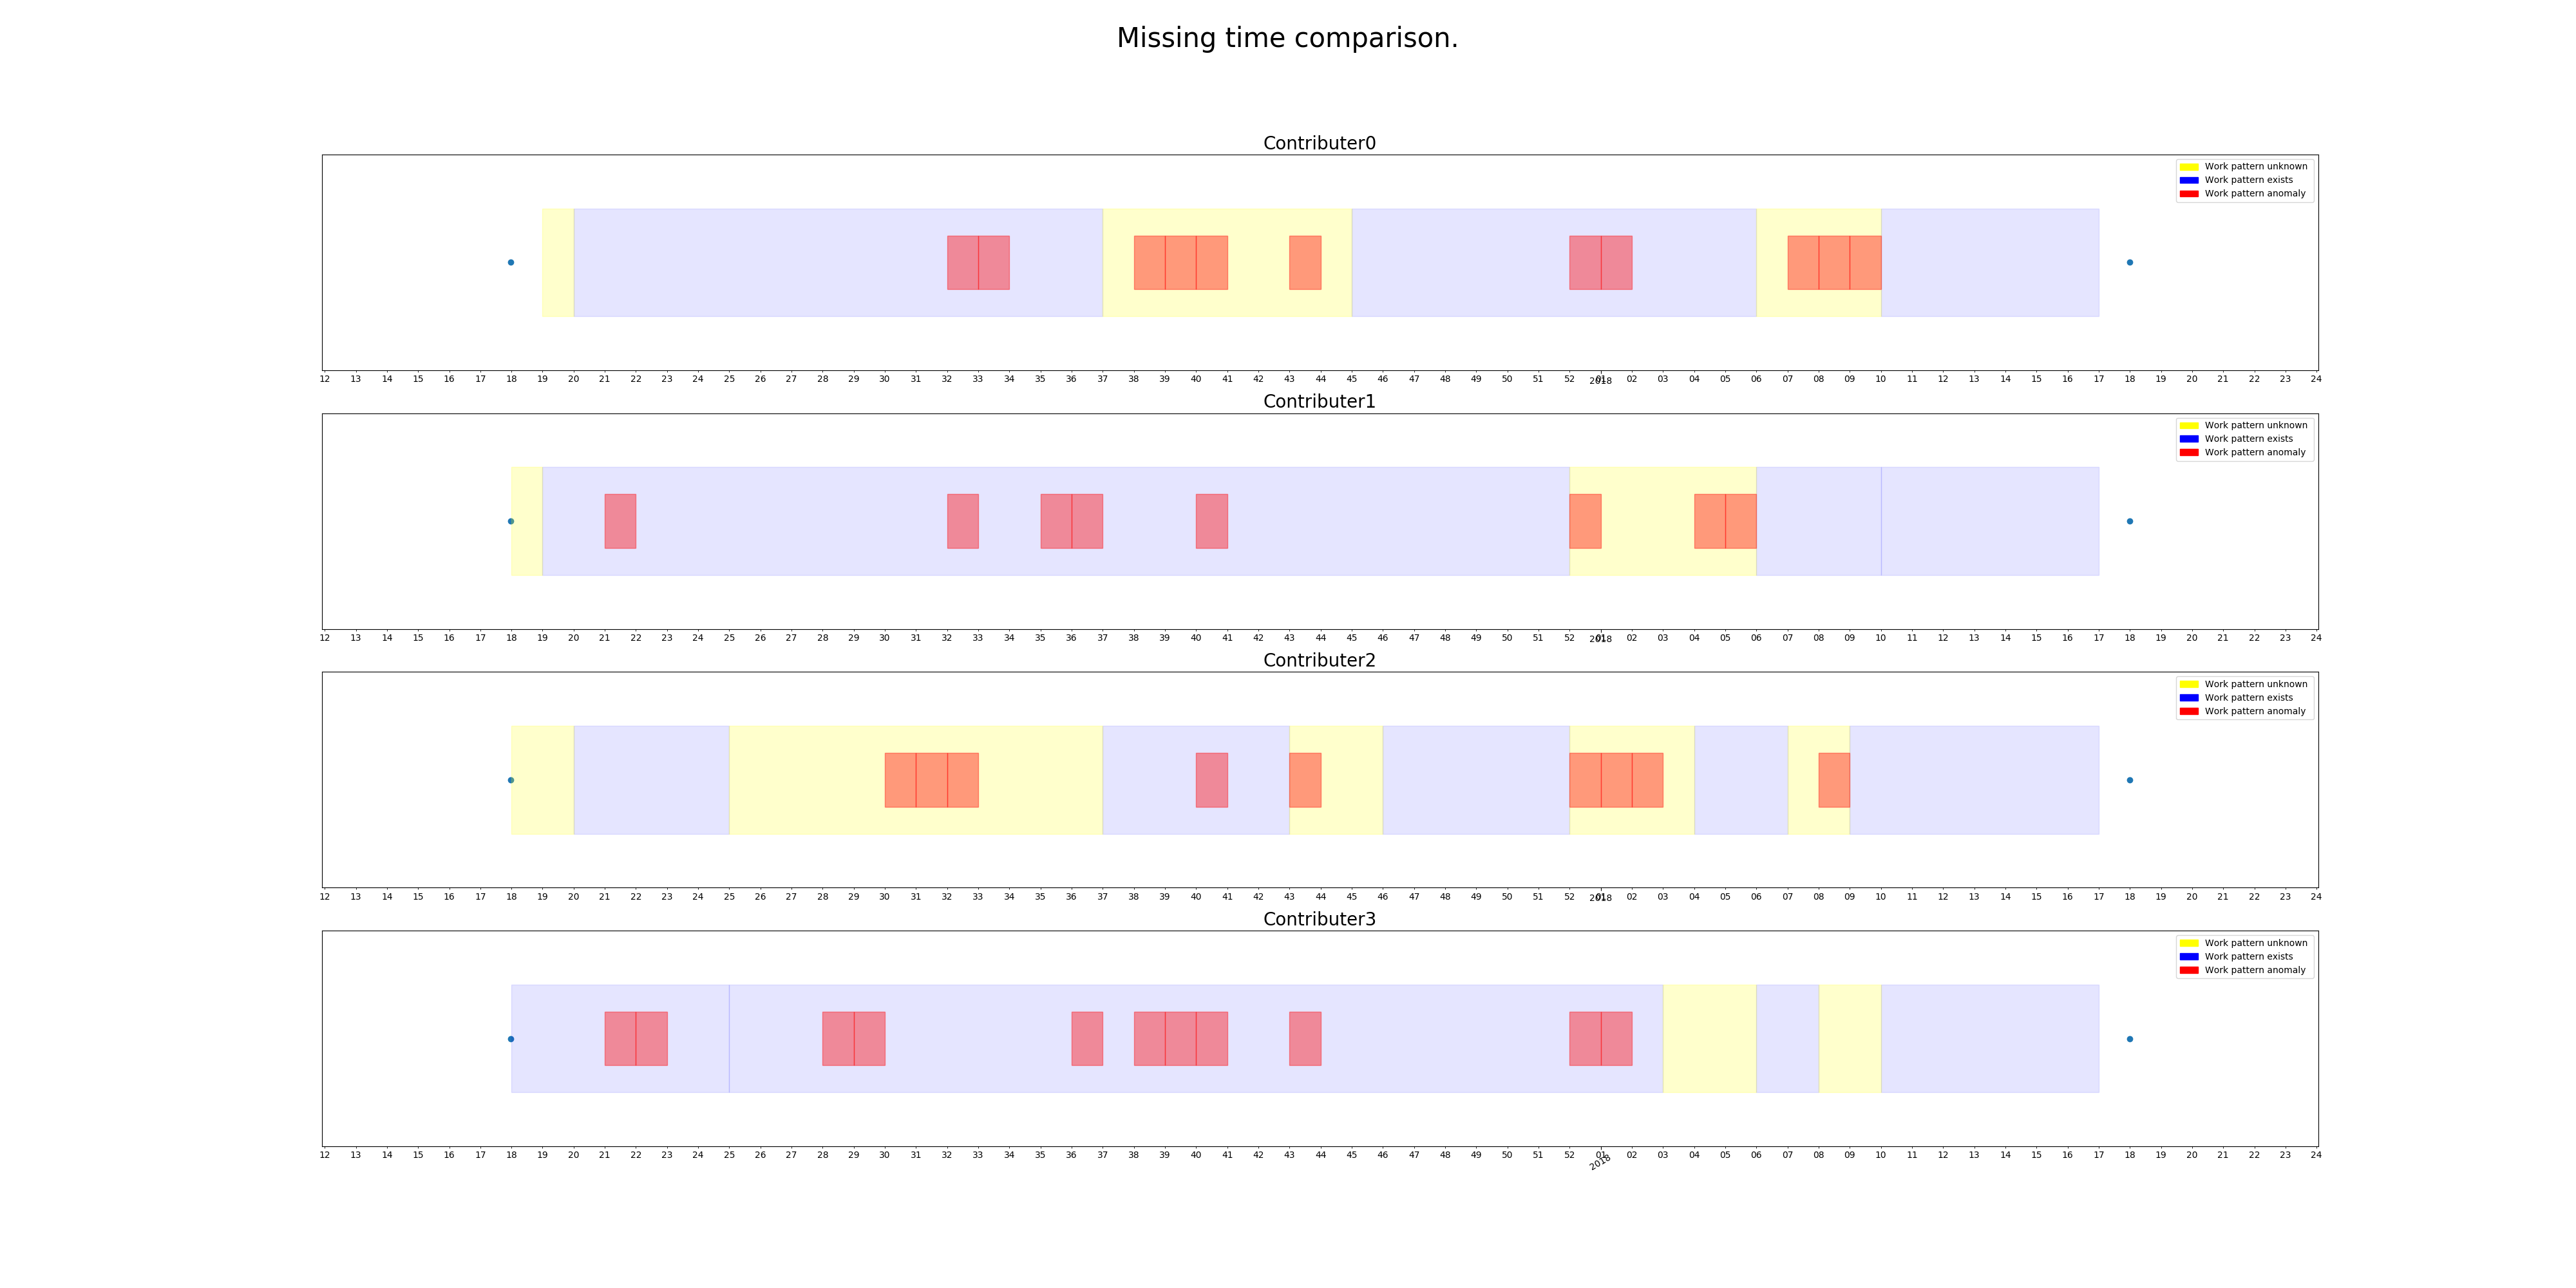 Missing time comparison.
Contributer0
Work pattern unknown
Work pattern exists
Work pattern anomaly
12 13 14 15 16 17 18 19 20 21 22 23 24 25 26 27 28 29 30 31 32 33 34 35 36 37 38 39 40 41 42 43 44 45 46 47 48 49 50 51 52 01 02 03 04 05 06 07 08 09 10 11 12 13 14 15 16 17 18 19 20 21 22 23 24
2018
Contributer1
Work pattern unknown
Work pattern exists
Work pattern anomaly
12 13 14 15 16 17 18 19 20 21 22 23 24 25 26 27 28 29 30 31 32 33 34 35 36 37 38 39 40 41 42 43 44 45 46 47 48 49 50 51 52 01 02 03 04 05 06 07 08 09 10 11 12 13 14 15 16 17 18 19 20 21 22 23 24
2018
Contributer2
Work pattern unknown
Work pattern exists
Work pattern anomaly
12 13 14 15 16 17 18 19 20 21 22 23 24 25 26 27 28 29 30 31 32 33 34 35 36 37 38 39 40 41 42 43 44 45 46 47 48 49 50 51 52 01 02 03 04 05 06 07 08 09 10 11 12 13 14 15 16 17 18 19 20 21 22 23 24
2018
Contributer3
Work pattern unknown
Work pattern exists
Work pattern anomaly
12 13 14 15 16 17 18 19 20 21 22 23 24 25 26 27 28 29 30 31 32 33 34 35 36 37 38 39 40 41 42 43 44 45 46 47 48 49 50 51 52 01 02 03 04 05 06 07 08 09 10 11 12 13 14 15 16 17 18 19 20 21 22 23 24
2018